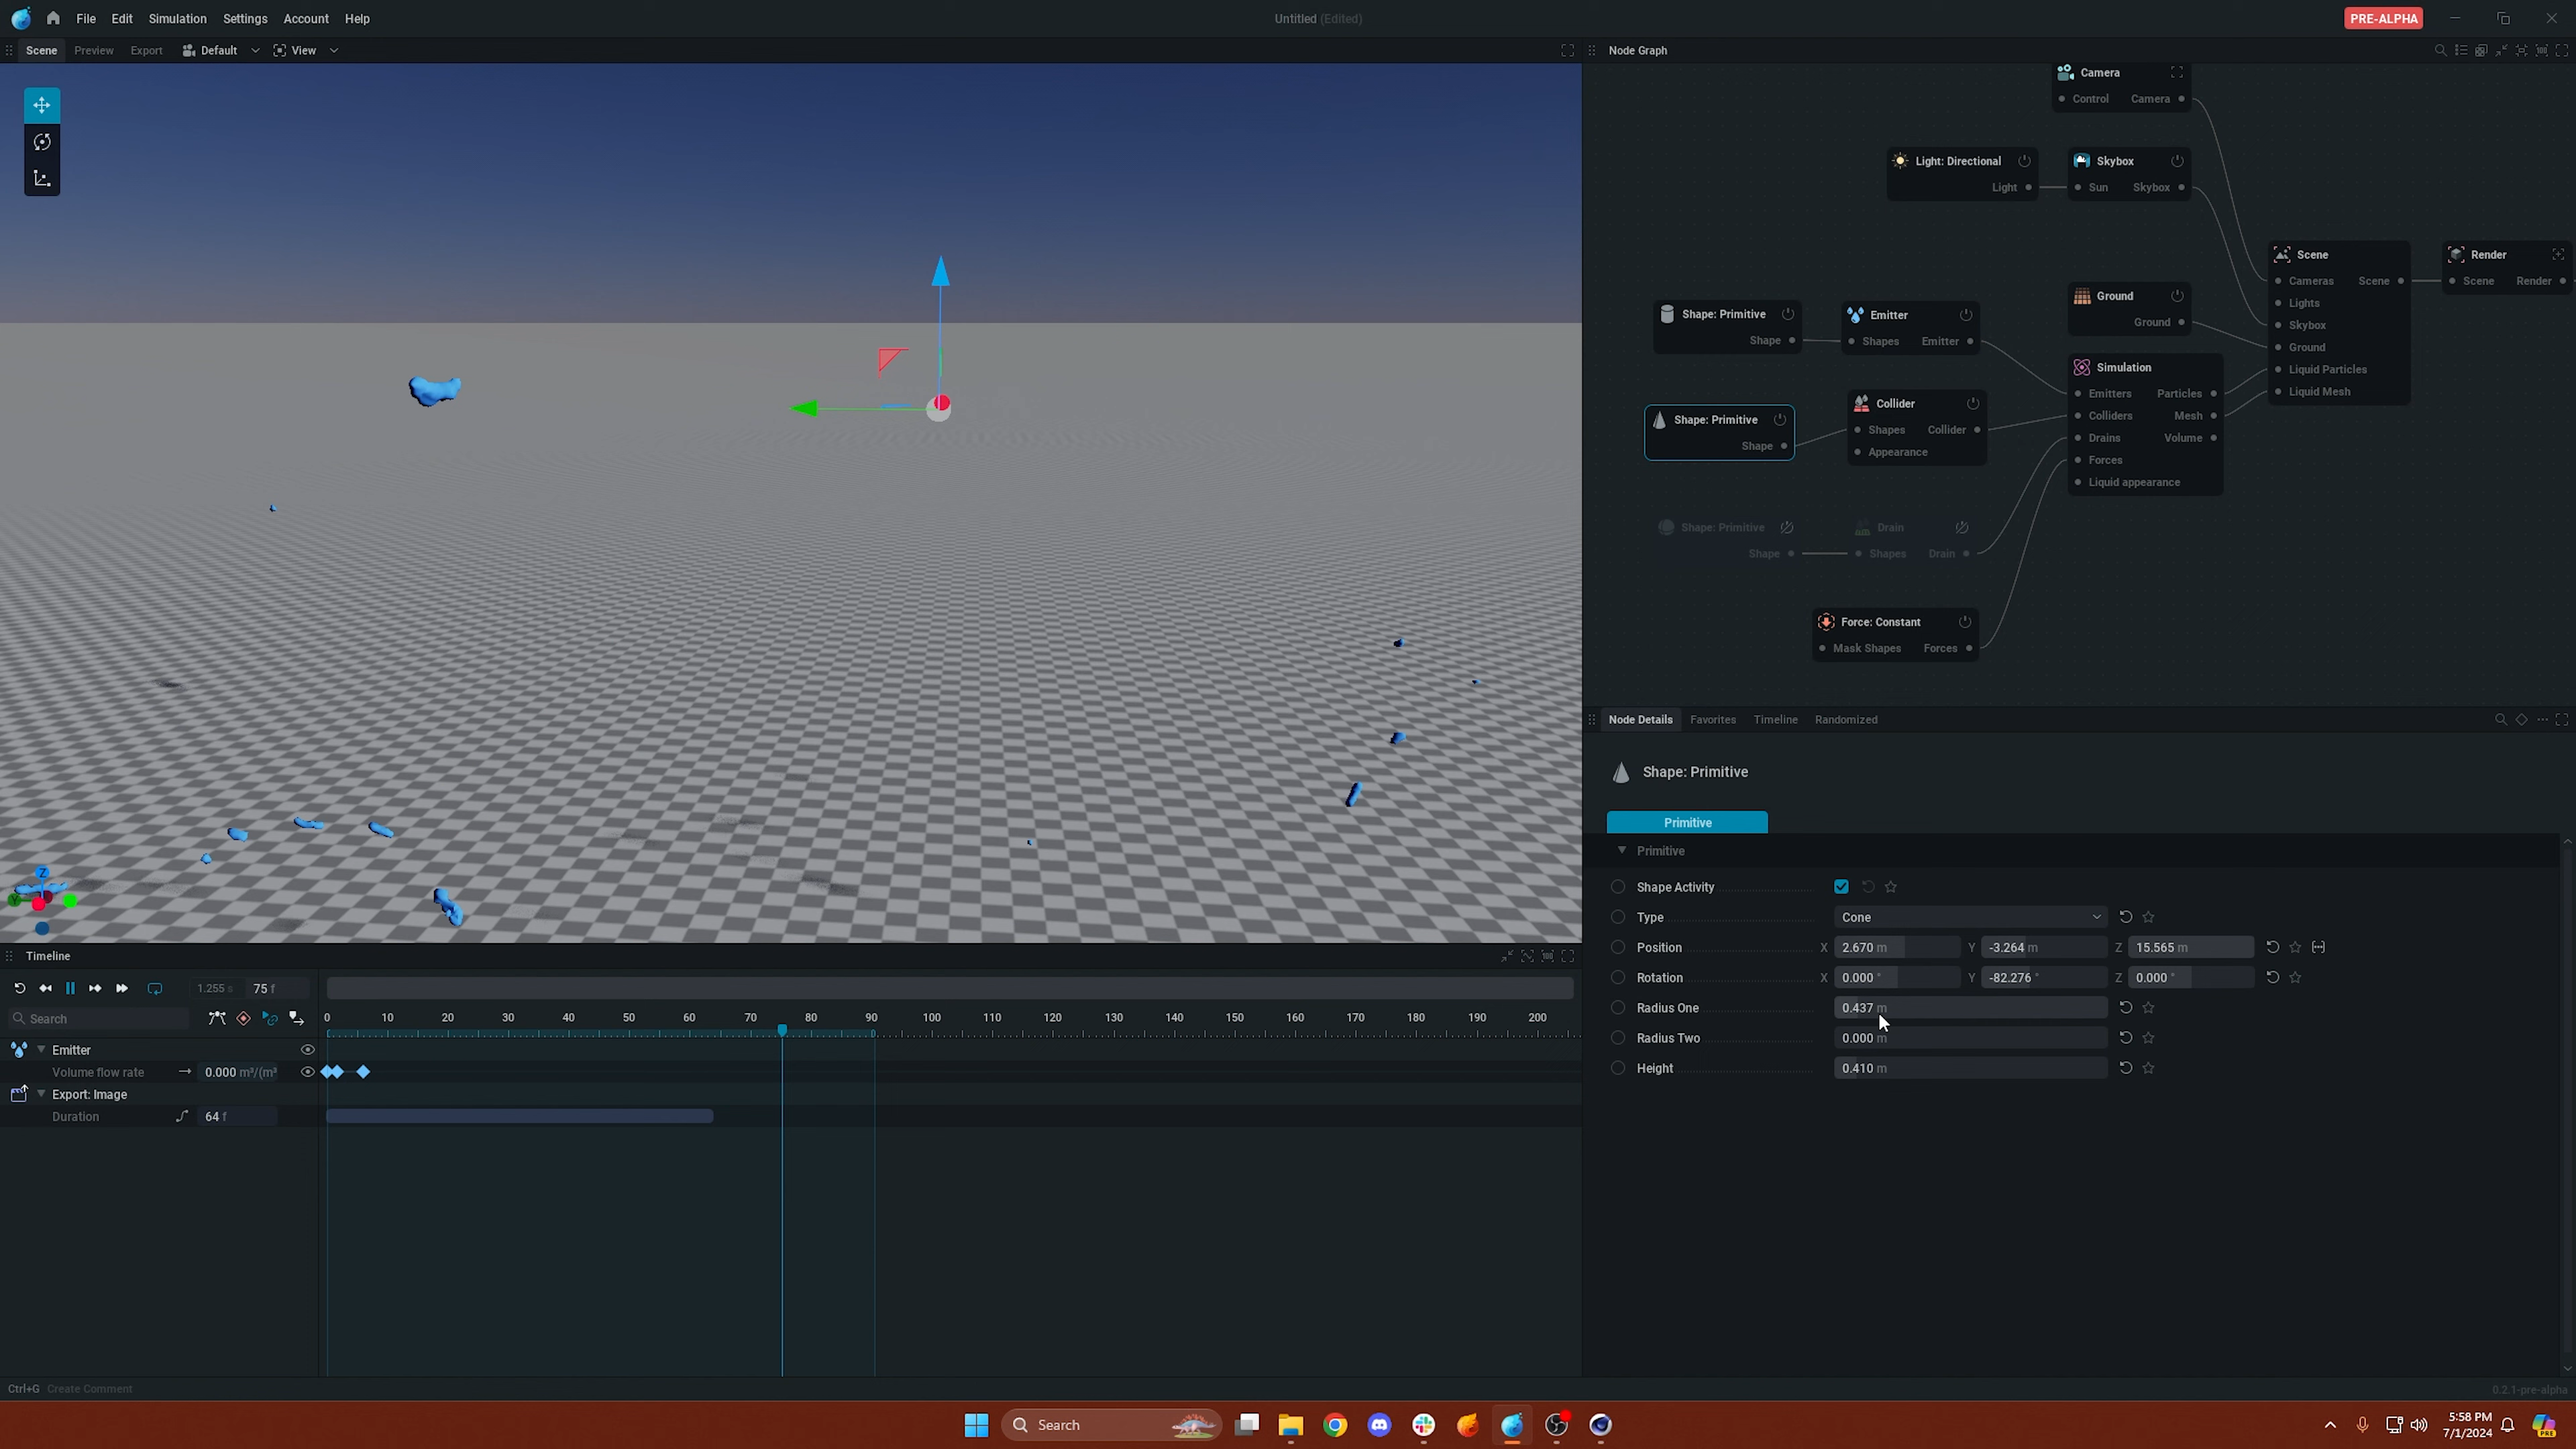 File Edit Simulation Settings Account Help
Untitled (Edited)
PRE-ALPHA
Scene Preview Export Default View
Node Graph
Camera
Control Camera
Light: Directional
Light
Skybox
Sun Skybox
Scene
Cameras Scene
Lights
Skybox
Ground
Liquid Particles
Liquid Mesh
Render
Scene Render
Ground
Ground
Shape: Primitive
Shape
Emitter
Shapes Emitter
Simulation
Emitters Particles
Colliders Mesh
Drains Volume
Forces
Liquid appearance
Shape: Primitive
Shape
Collider
Shapes Collider
Appearance
Shape: Primitive
Shape
Drain
Shapes Drain
Force: Constant
Mask Shapes Forces
Node Details Favorites Timeline Randomized
Shape: Primitive
Primitive
Primitive
Shape Activity
Type Cone
Position X 2.670 m Y -3.264 m Z 15.565 m
Rotation X 0.000 ° Y -82.276 ° Z 0.000 °
Radius One 0.437 m
Radius Two 0.000 m
Height 0.410 m
Z
Y
Timeline
1.255 s 75 f
Search
0 10 20 30 40 50 60 70 80 90 100 110 120 130 140 150 160 170 180 190 200
Emitter
Volume flow rate 0.000 m³/(m³
Export: Image
Duration 64 f
Ctrl+G Create Comment
0.2.1-pre-alpha
Search
5:58 PM
7/1/2024
PRE